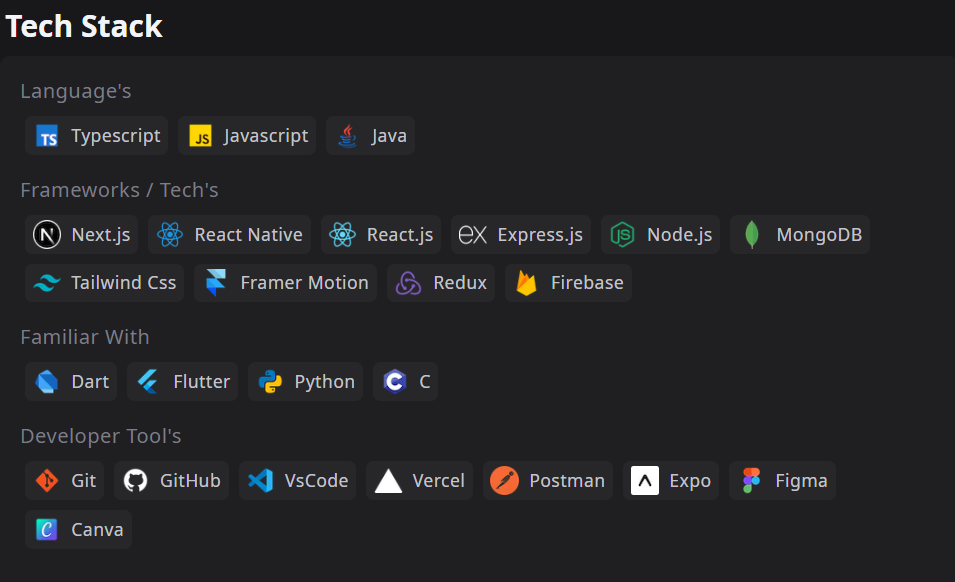 Tech Stack
Language's
TS Typescript JS Javascript Java
Frameworks / Tech's
N Next.js React Native React.js ex Express.js JS Node.js MongoDB
Tailwind Css Framer Motion Redux Firebase
Familiar With
Dart Flutter Python C C
Developer Tool's
Git GitHub VsCode Vercel Postman Expo Figma
C Canva